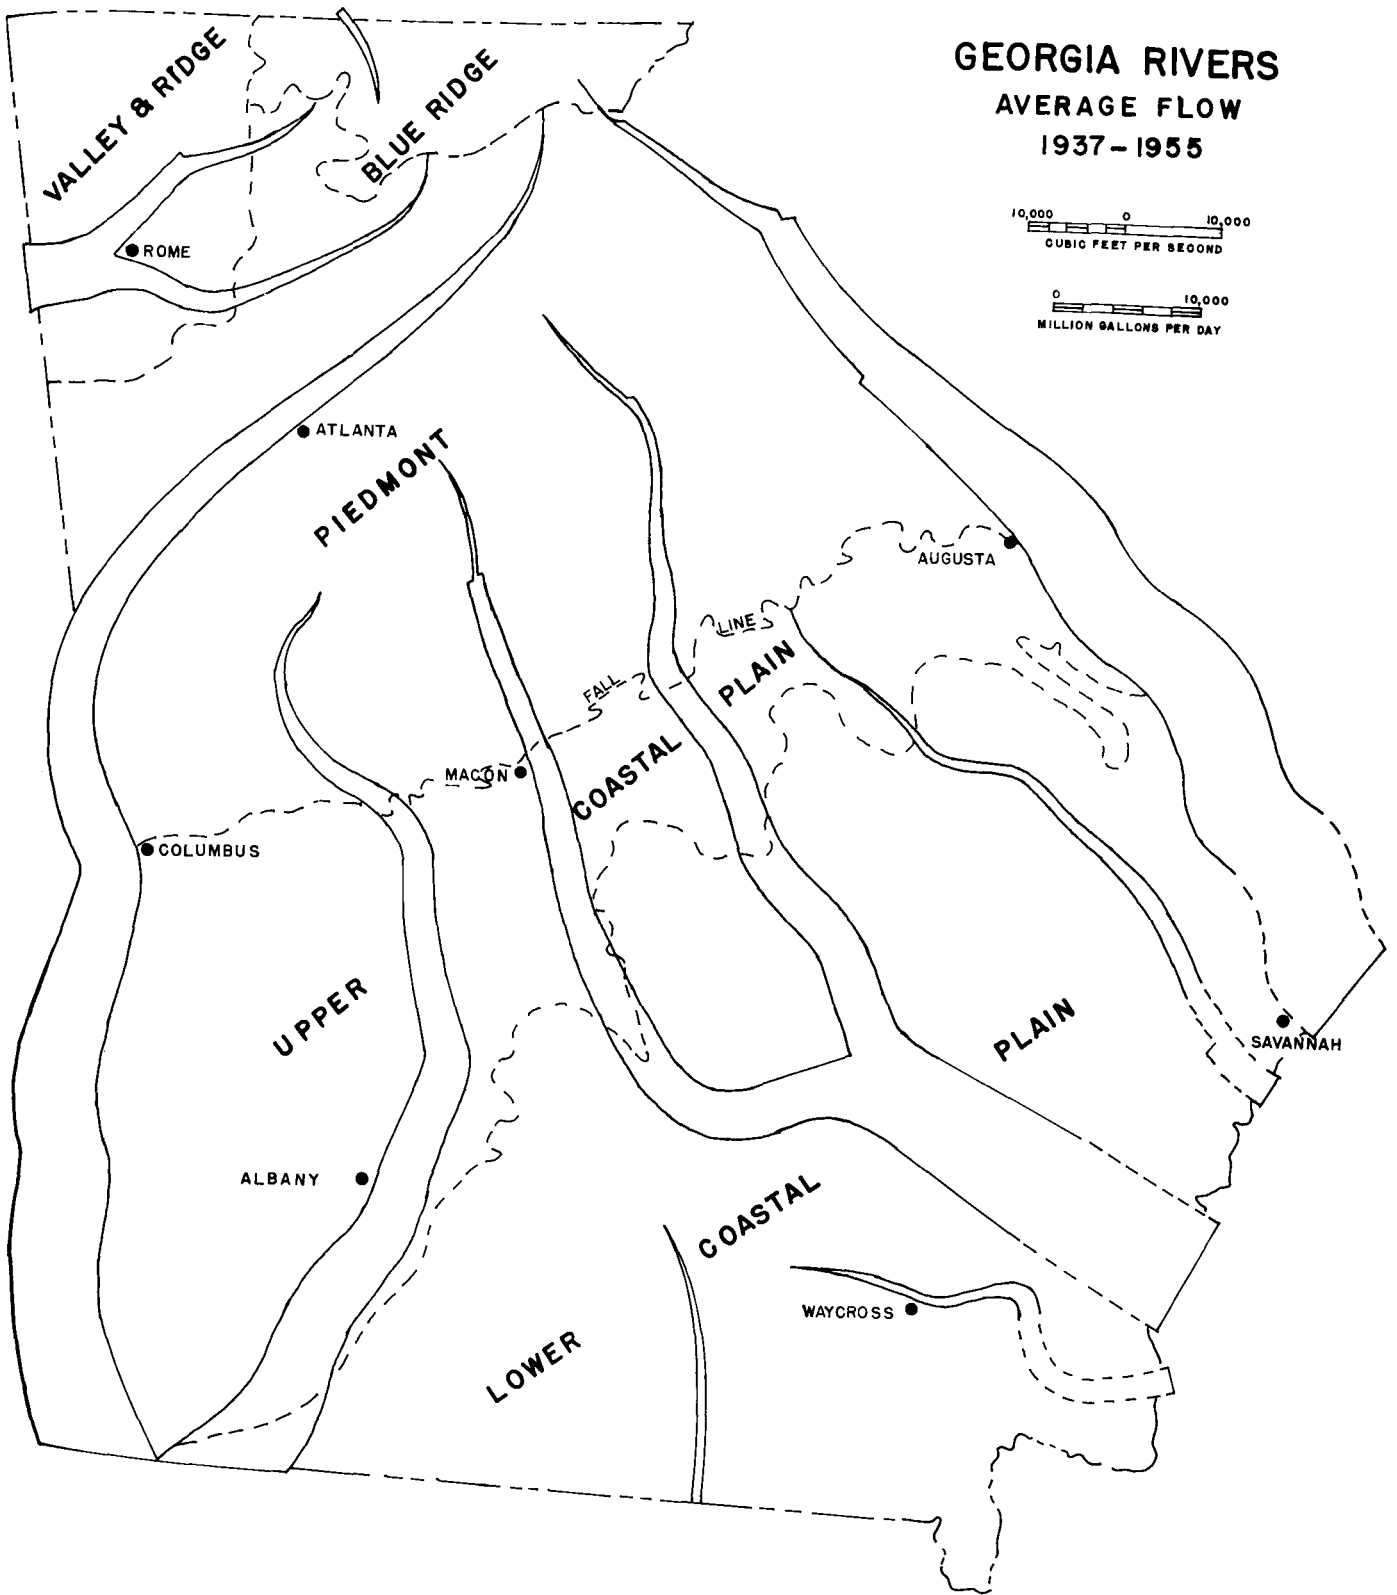 GEORGIA RIVERS
AVERAGE FLOW
1937-1955
10,000 0 10,000
CUBIC FEET PER SECOND
0 10,000
MILLION GALLONS PER DAY
VALLEY & RIDGE
BLUE RIDGE
ROME
ATLANTA
PIEDMONT
AUGUSTA
FALL LINE
MACON
COLUMBUS
UPPER COASTAL PLAIN
SAVANNAH
ALBANY
LOWER COASTAL PLAIN
WAYCROSS